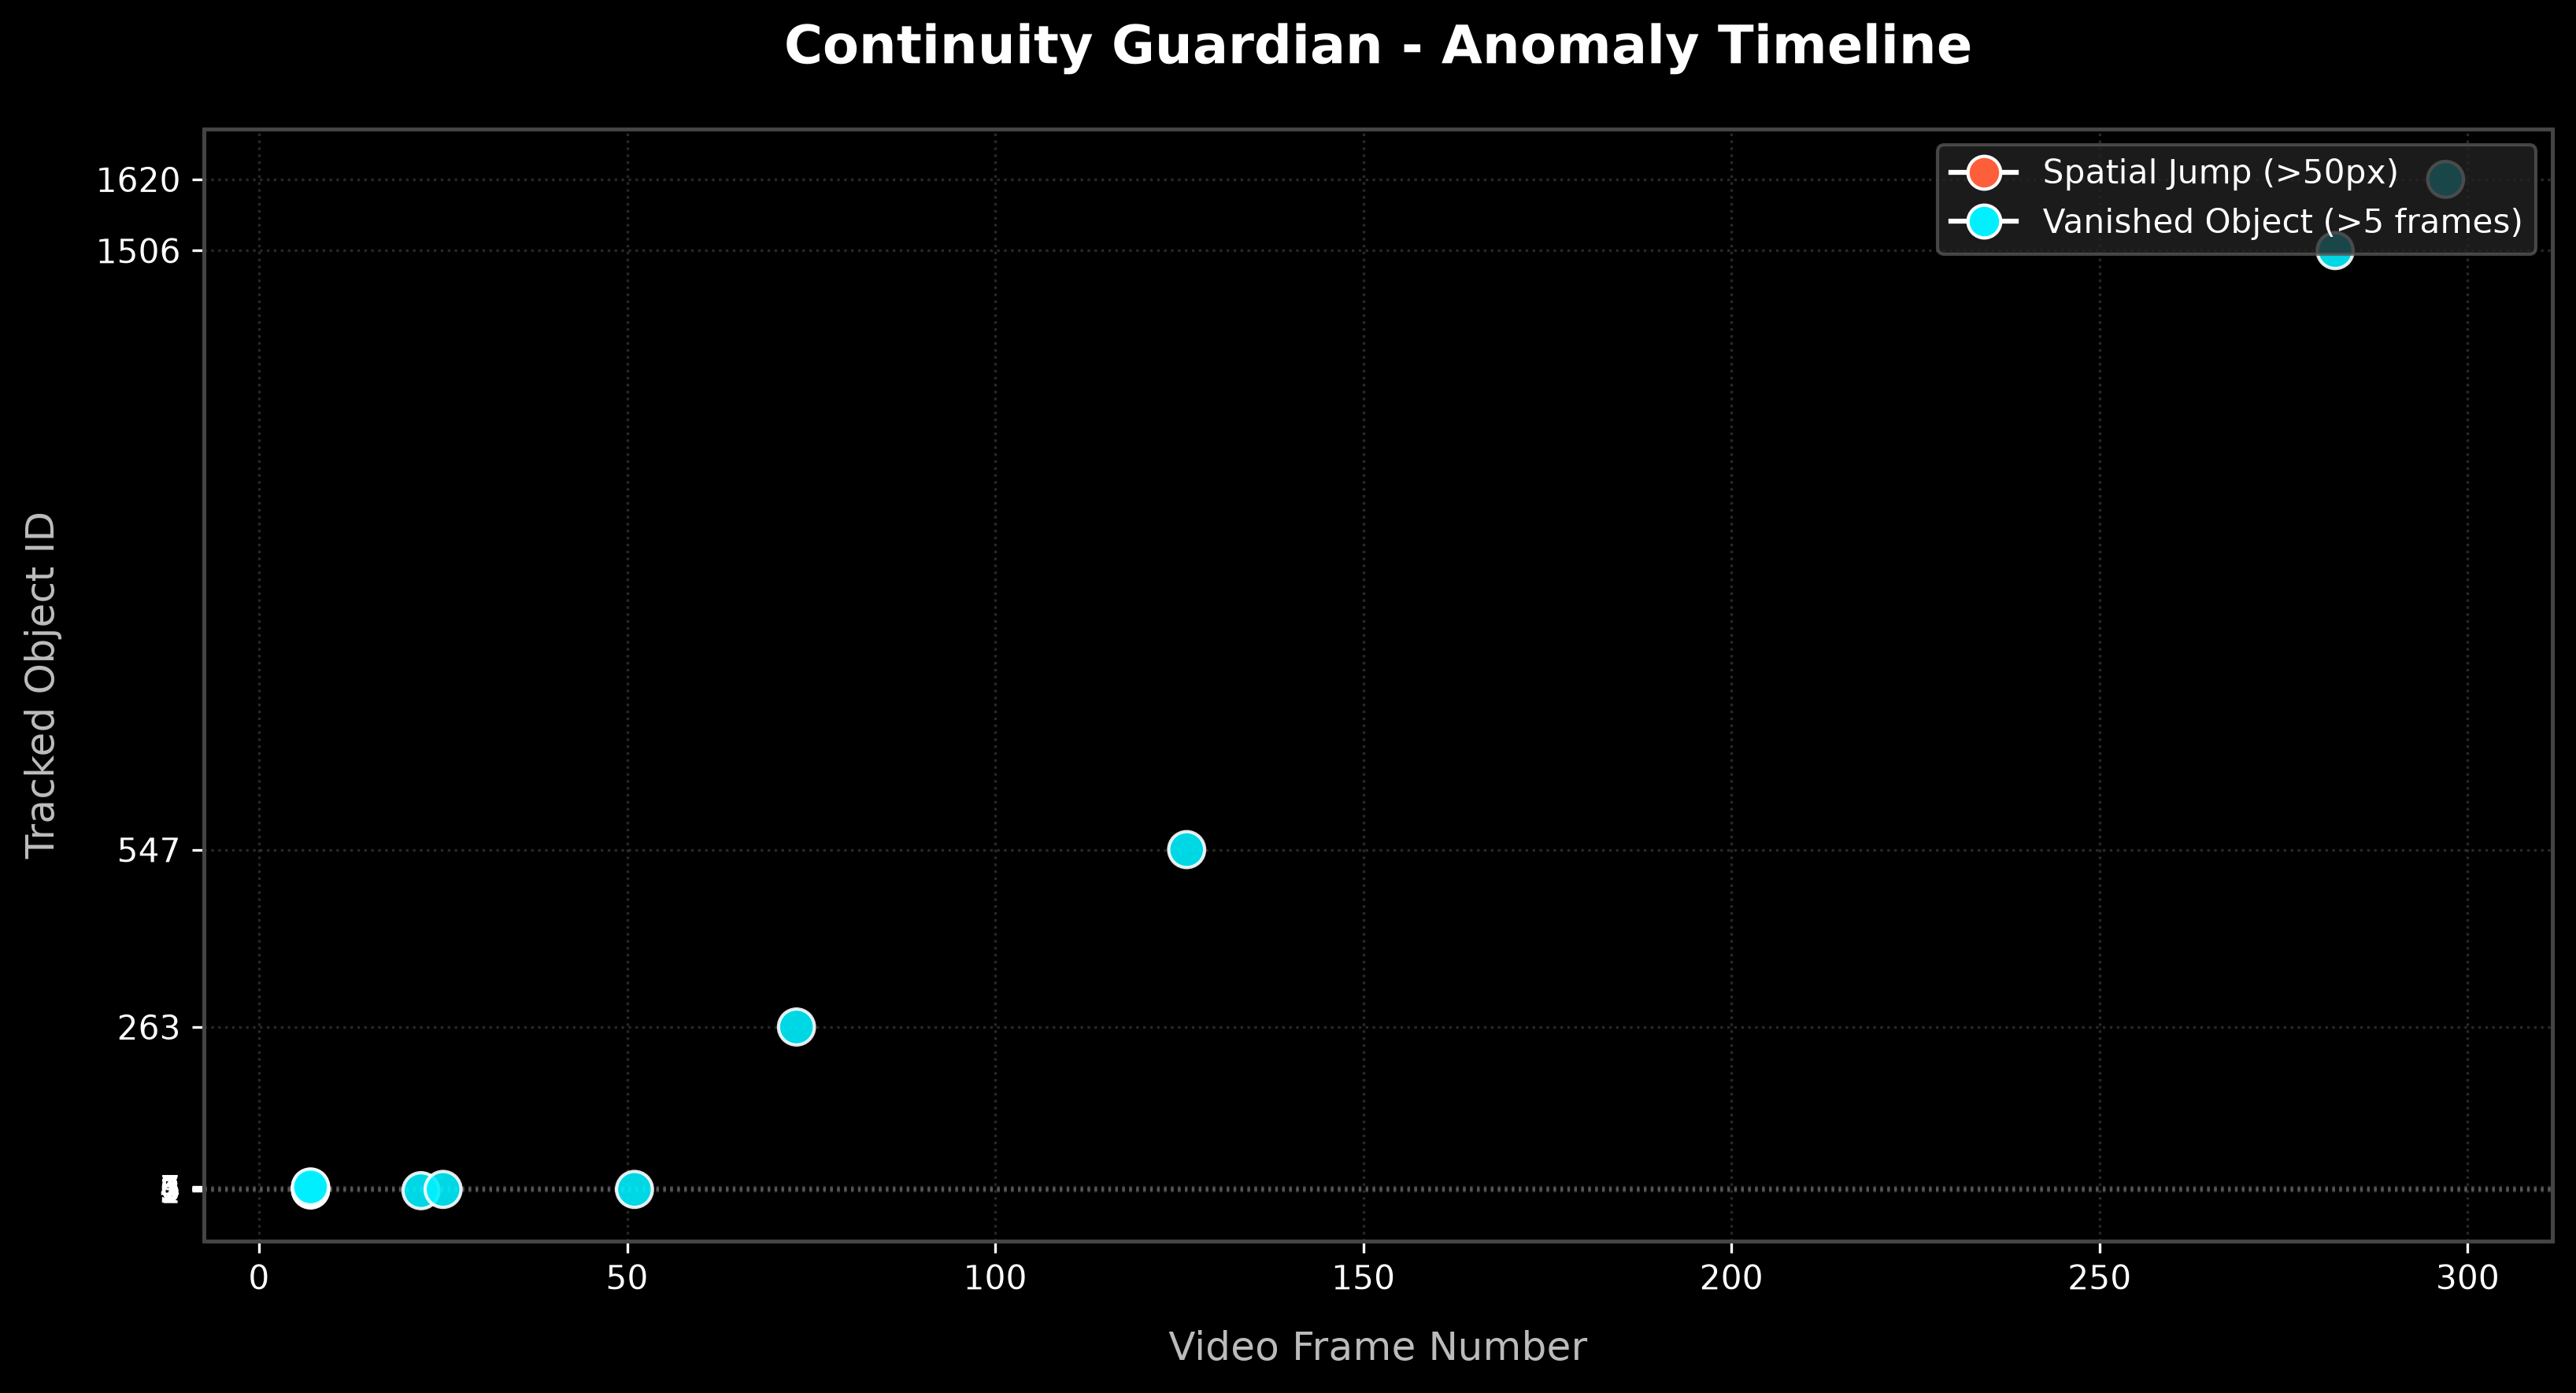 Continuity Guardian - Anomaly Timeline
Spatial Jump (>50px)
Vanished Object (>5 frames)
Tracked Object ID
1620
1506
547
263
0
50
100
150
200
250
300
Video Frame Number